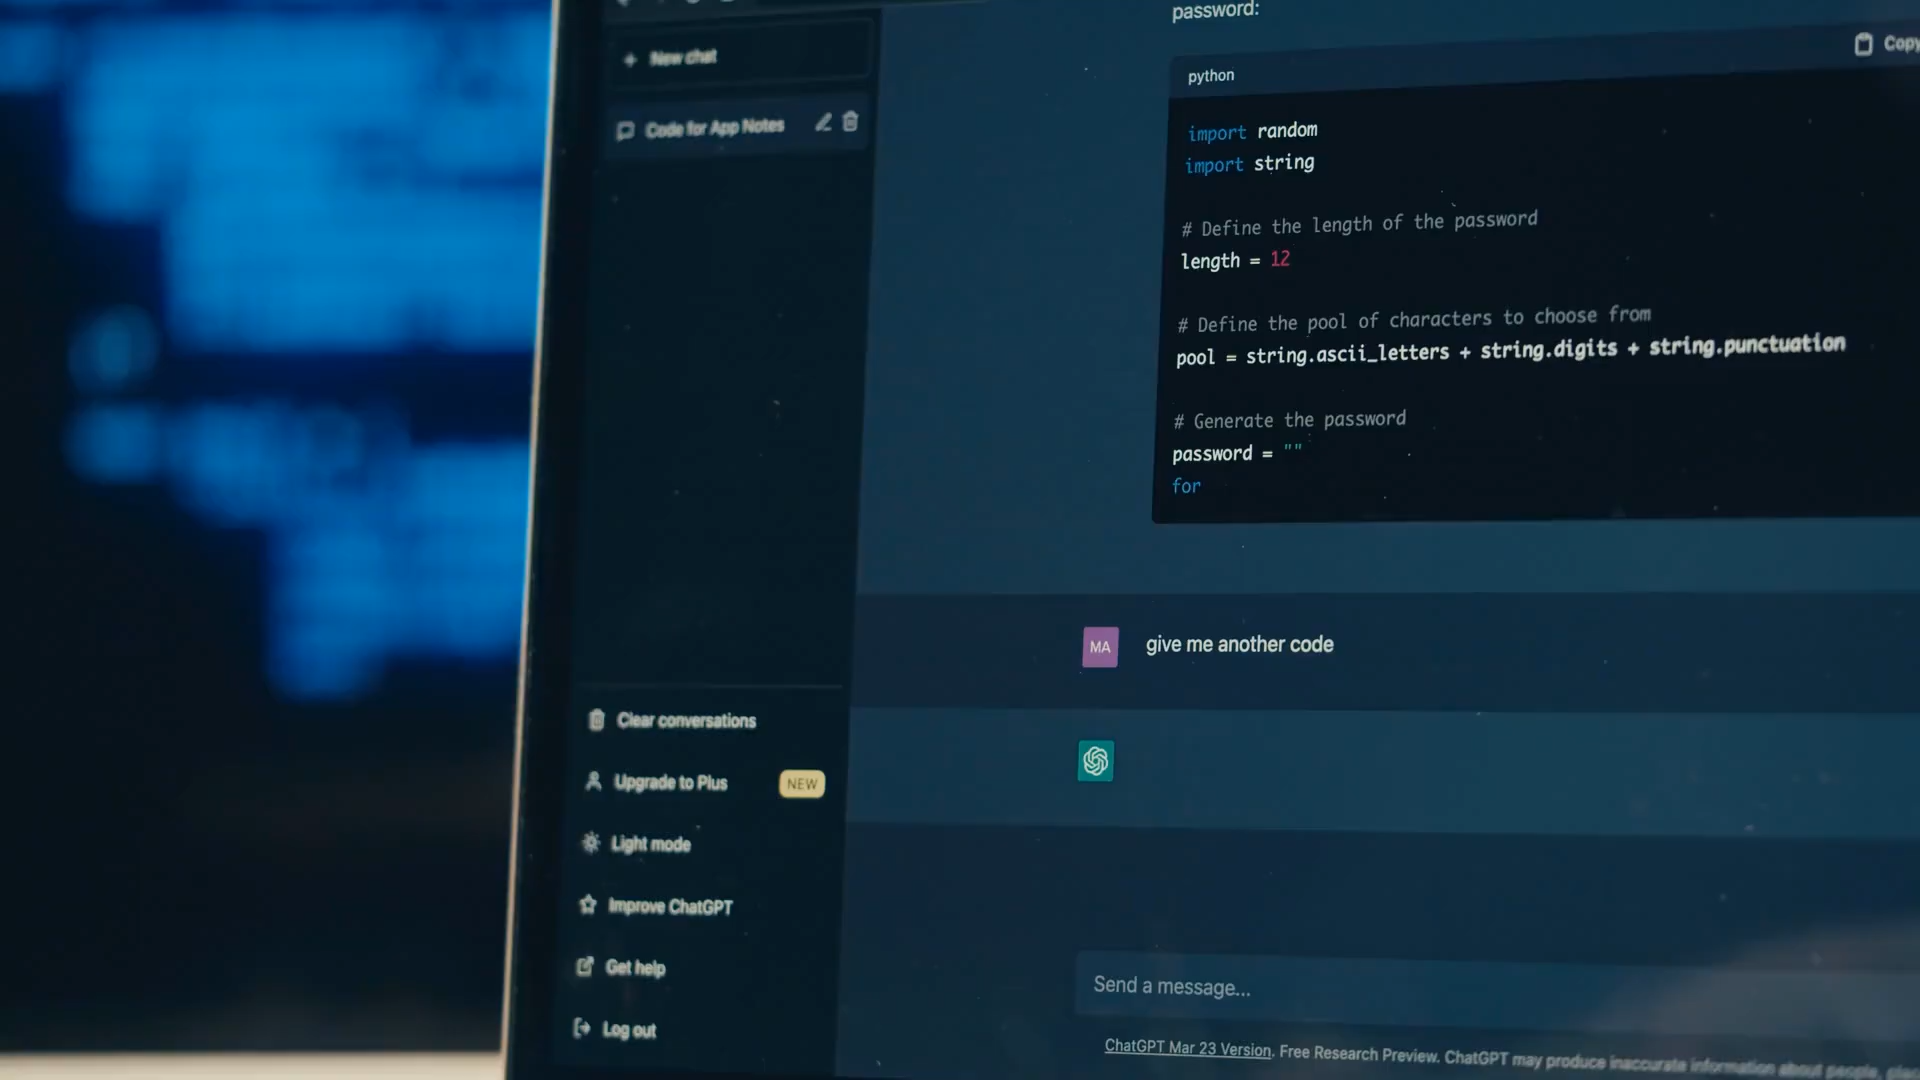 New chat
Code for App Notes
Clear conversations
Upgrade to Plus NEW
Light mode
Improve ChatGPT
Get help
Log out
password:
python Copy
import random
import string
# Define the length of the password
length = 12
# Define the pool of characters to choose from
pool = string.ascii_letters + string.digits + string.punctuation
# Generate the password
password = ""
for
MA give me another code
Send a message...
ChatGPT Mar 23 Version. Free Research Preview. ChatGPT may produce inaccurate information about people,